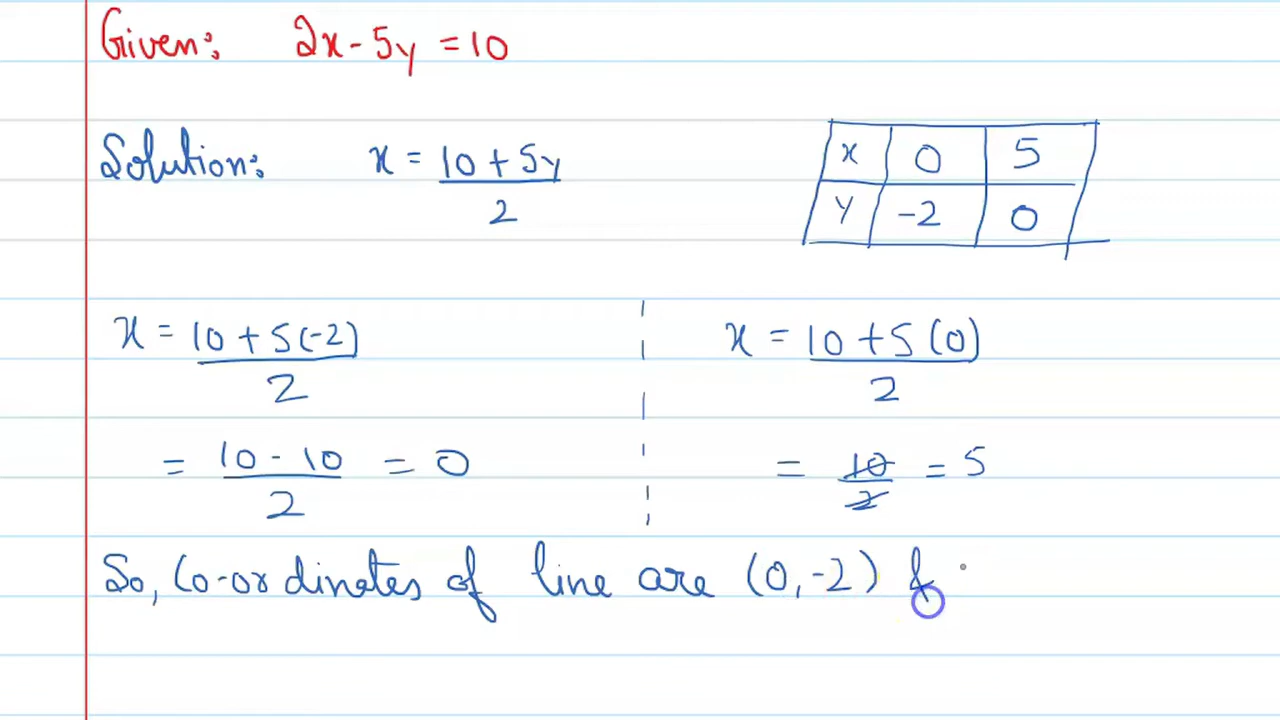 Given: 2x - 5y = 10
Solution: x = (10 + 5y)/2
x 0 5
y -2 0
x = (10 + 5(-2))/2
= (10 - 10)/2 = 0
x = (10 + 5(0))/2
= 10/2 = 5
So, Co-ordinates of line are (0, -2) &